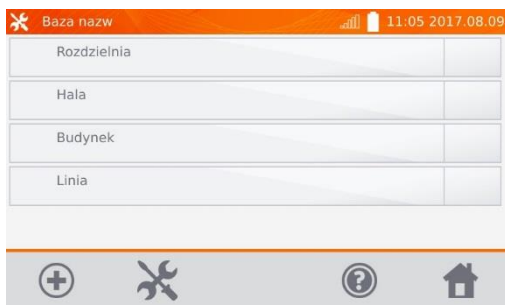 Baza nazw 11:05 2017.08.09
Rozdzielnia
Hala
Budynek
Linia